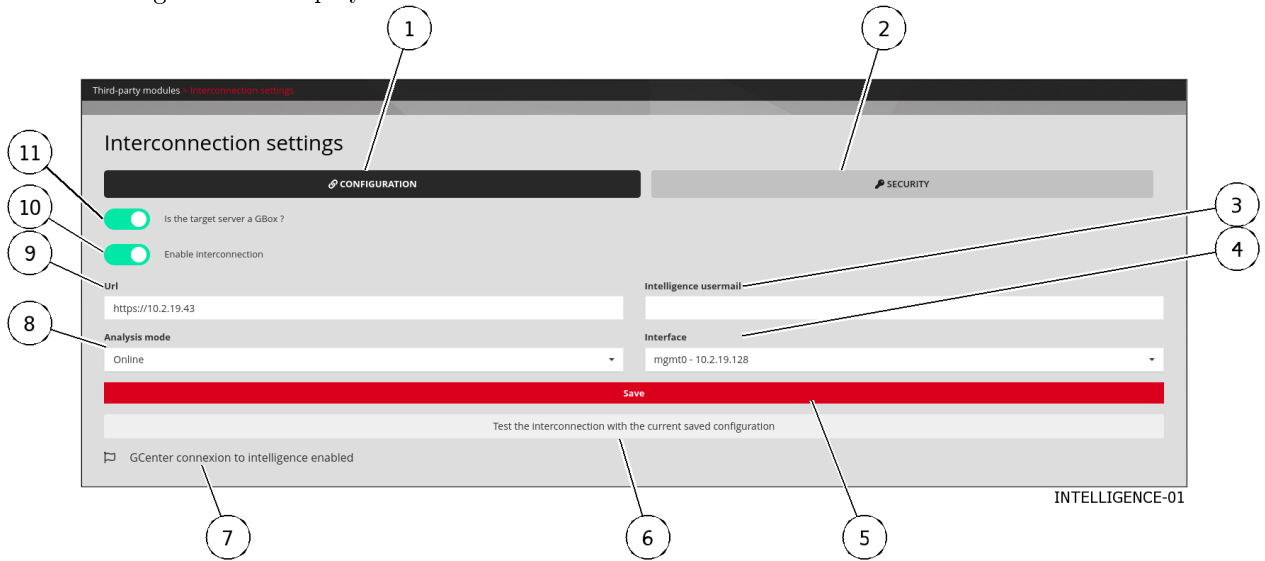 1
2
Third-party modules > Interconnection settings
Interconnection settings
11
CONFIGURATION
SECURITY
10
Is the target server a GBox ?
3
9
Enable interconnection
4
Url
Intelligence usermail
https://10.2.19.43
8
Analysis mode
Interface
Online
mgmt0 - 10.2.19.128
Save
Test the interconnection with the current saved configuration
GCenter connexion to intelligence enabled
INTELLIGENCE-01
7
6
5